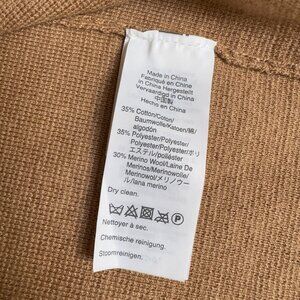 Made in China
Fabriqué en Chine
In China Hergestellt
Vervaardigd in China
中国製
Hecho en China
35% Cotton/Coton/
Baumwolle/Katoen/綿/
algodón
35% Polyester/Polyester/
Polyester/Polyester/ポリ
エステル/poliéster
30% Merino Wool/Laine De
Merinos/Merinowolle/
Merinowol/メリノウー
ル/lana merino
Dry clean.
P
Nettoyer à sec.
Chemische reinigung.
Stoomreinigen.